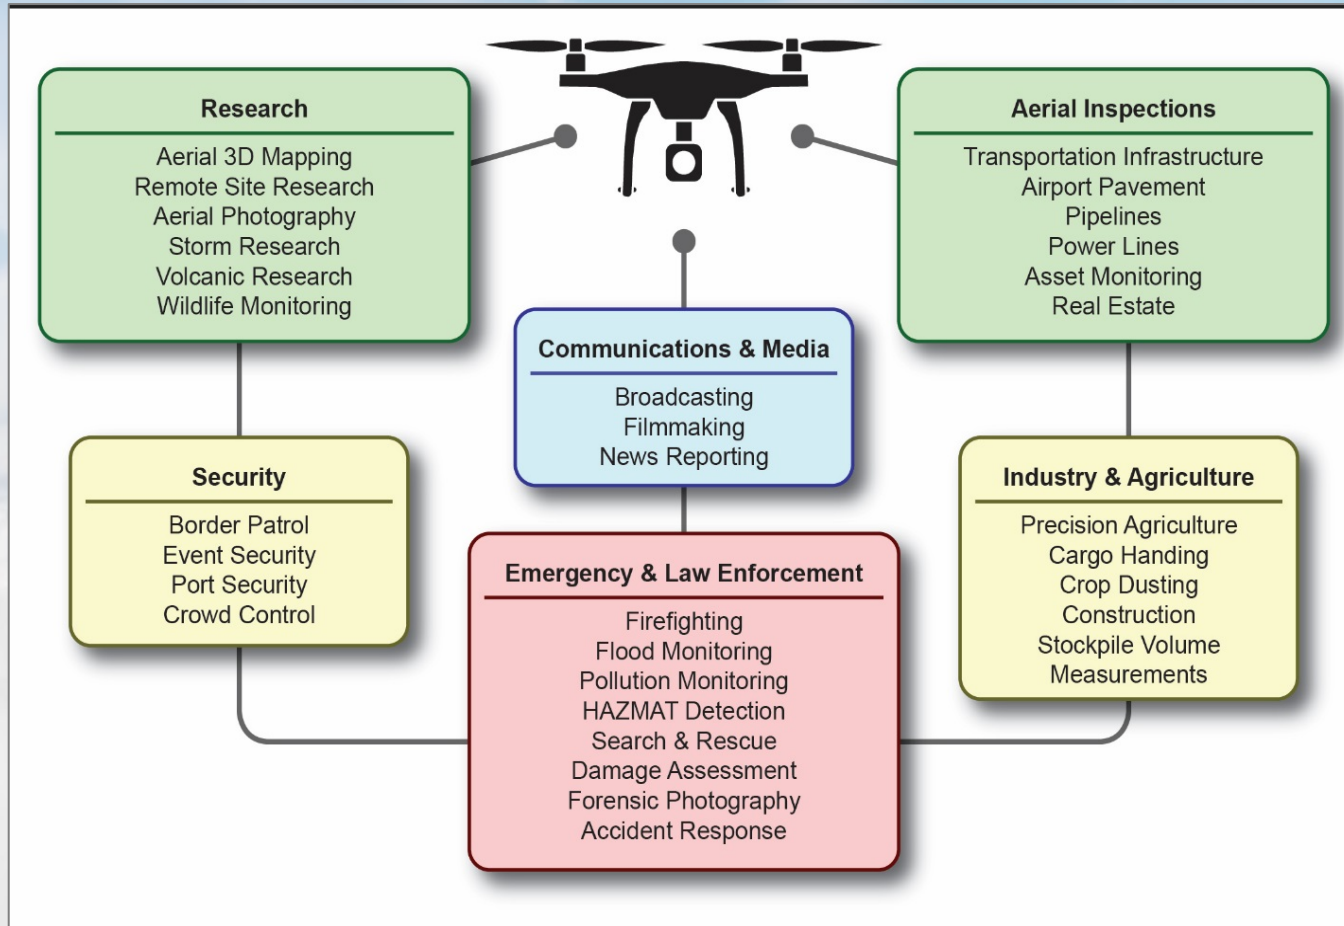 Research
Aerial 3D Mapping
Remote Site Research
Aerial Photography
Storm Research
Volcanic Research
Wildlife Monitoring
Aerial Inspections
Transportation Infrastructure
Airport Pavement
Pipelines
Power Lines
Asset Monitoring
Real Estate
Communications & Media
Broadcasting
Filmmaking
News Reporting
Security
Border Patrol
Event Security
Port Security
Crowd Control
Industry & Agriculture
Precision Agriculture
Cargo Handing
Crop Dusting
Construction
Stockpile Volume
Measurements
Emergency & Law Enforcement
Firefighting
Flood Monitoring
Pollution Monitoring
HAZMAT Detection
Search & Rescue
Damage Assessment
Forensic Photography
Accident Response